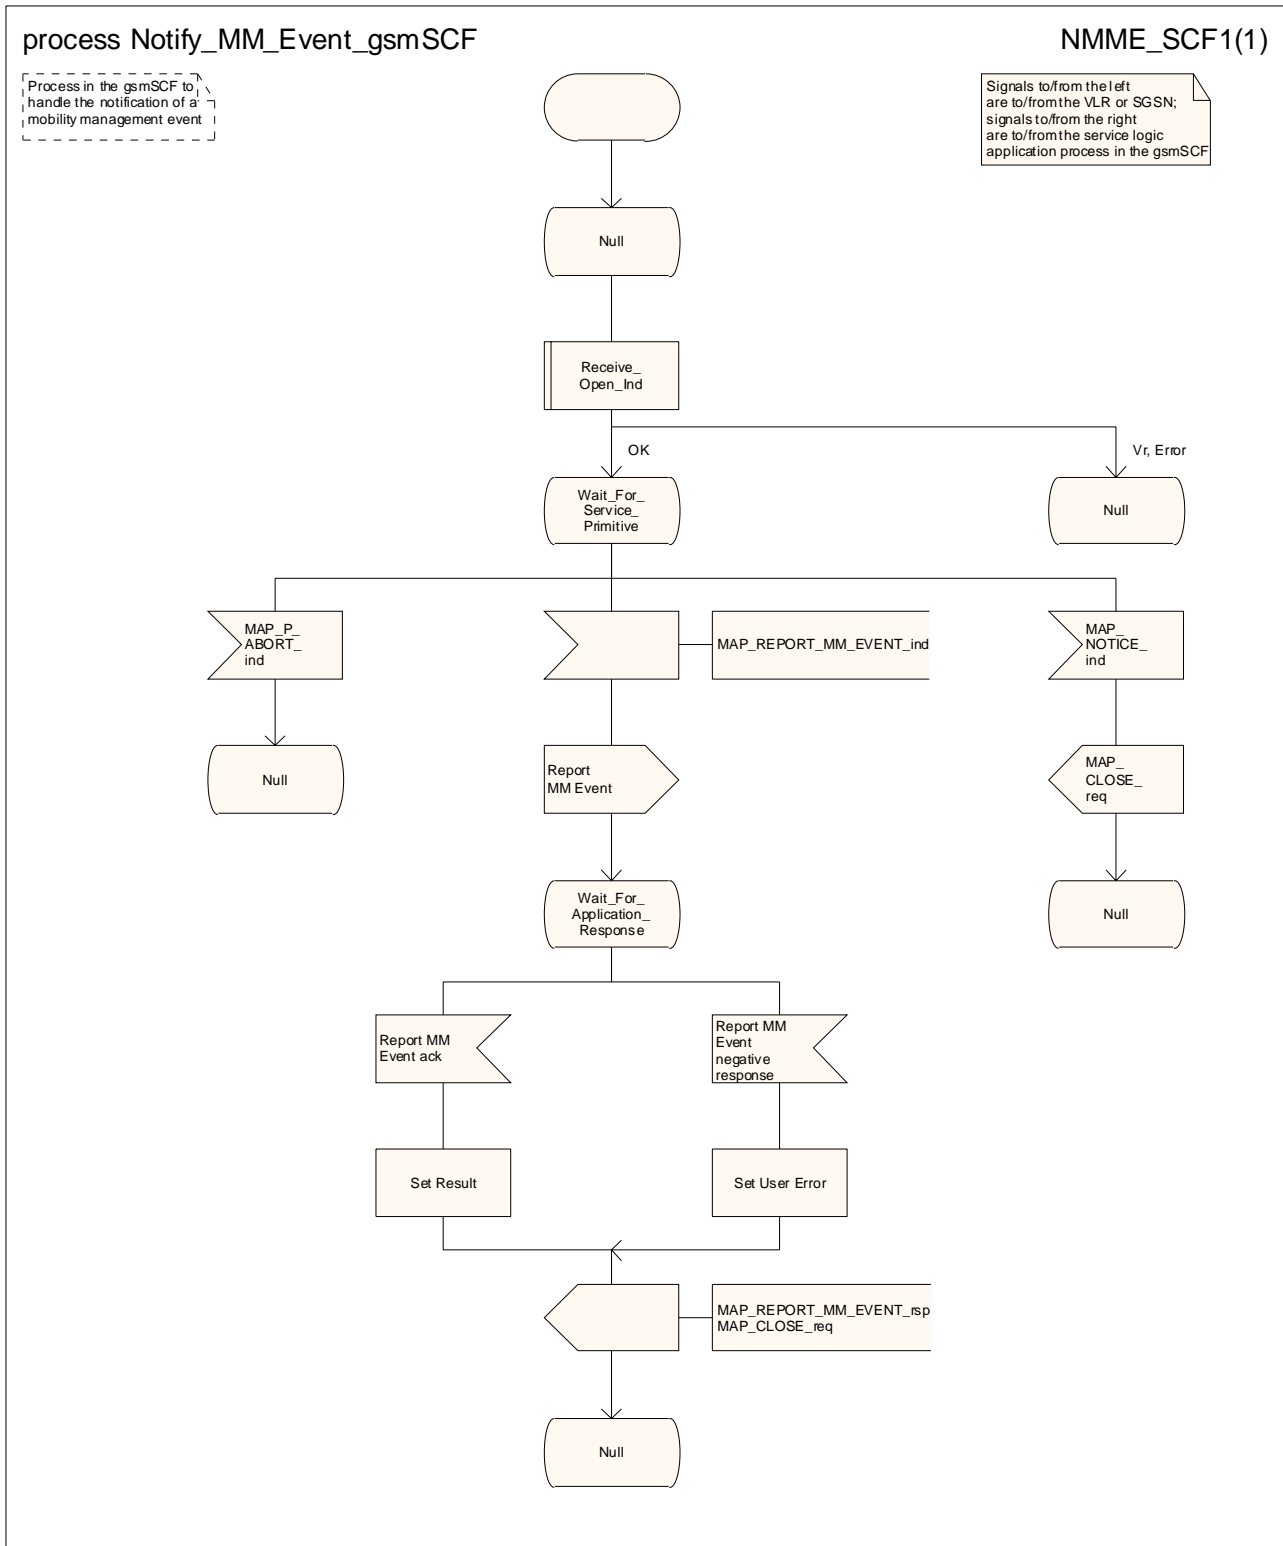 process Notify_MM_Event_gsmSCF
NMME_SCF1(1)
Process in the gsmSCF to
handle the notification of a
mobility management event
Signals to/from the left
are to/from the VLR or SGSN;
signals to/from the right
are to/from the service logic
application process in the gsmSCF
Null
Receive_
Open_Ind
OK
Vr, Error
Wait_For_
Service_
Primitive
Null
MAP_P_
ABORT_
ind
MAP_REPORT_MM_EVENT_ind
MAP_
NOTICE_
ind
Null
Report
MM Event
MAP_
CLOSE_
req
Wait_For_
Application_
Response
Null
Report MM
Event ack
Report MM
Event
negative
response
Set Result
Set User Error
MAP_REPORT_MM_EVENT_rsp
MAP_CLOSE_req
Null